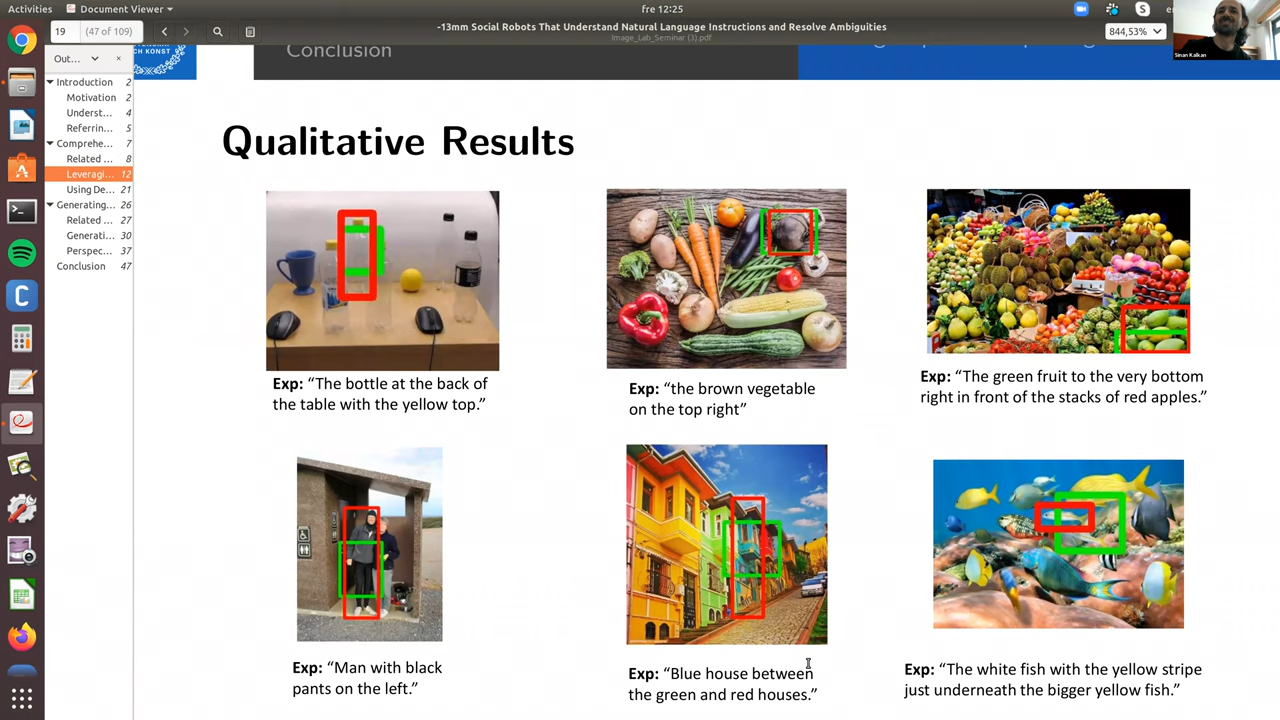 Activities
Document Viewer
fre 12:25
19
(47 of 109)
-13mm Social Robots That Understand Natural Language Instructions and Resolve Ambiguities
Image_Lab_Seminar (3).pdf
844,53%
Sinan Kalkan
Out...
Introduction 2
Motivation 2
Underst... 4
Referrin... 5
Comprehe... 7
Related ... 8
Leveragi... 12
Using De... 21
Generating... 26
Related ... 27
Generati... 30
Perspec... 37
Conclusion 47
OCH KONST
Conclusion
Qualitative Results
Exp: “The bottle at the back of
the table with the yellow top.”
Exp: “the brown vegetable
on the top right”
Exp: “The green fruit to the very bottom
right in front of the stacks of red apples.”
Exp: “Man with black
pants on the left.”
Exp: “Blue house between
the green and red houses.”
Exp: “The white fish with the yellow stripe
just underneath the bigger yellow fish.”